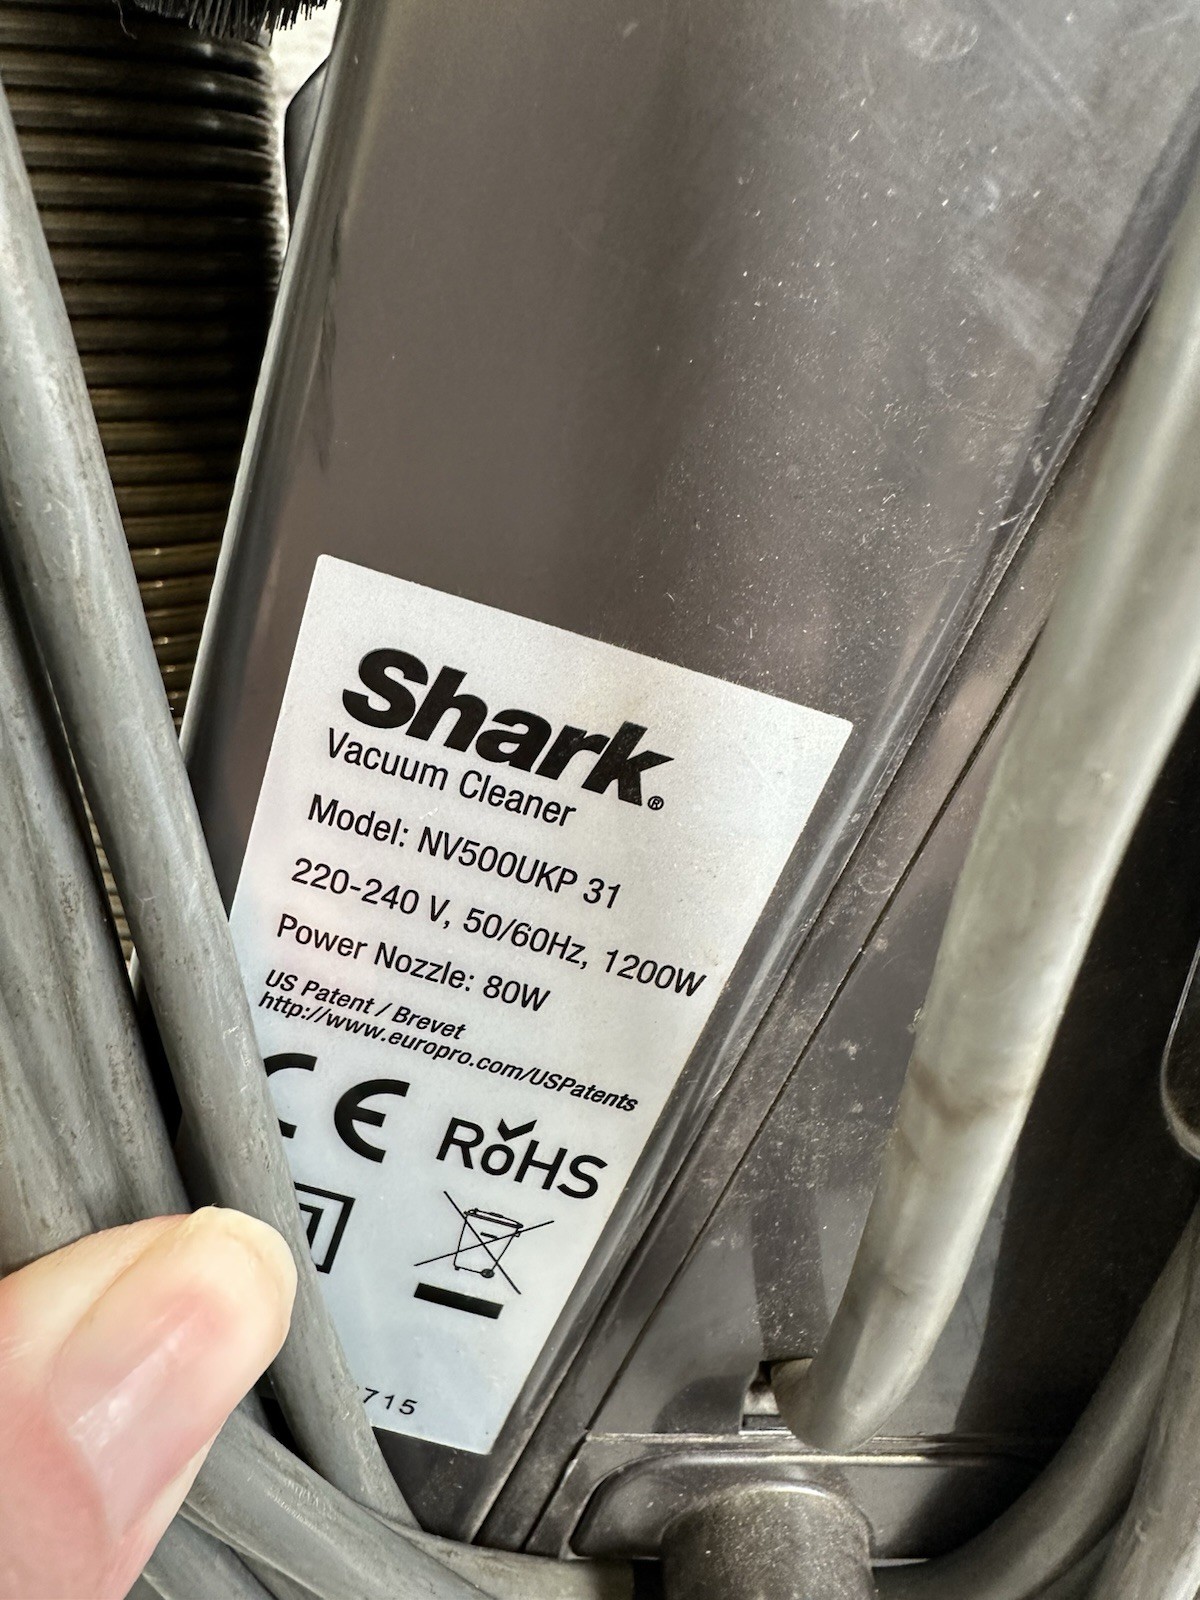 Shark®
Vacuum Cleaner
Model: NV500UKP 31
220-240 V, 50/60Hz, 1200W
Power Nozzle: 80W
US Patent / Brevet
http://www.europro.com/USPatents
CE
RoHS
715